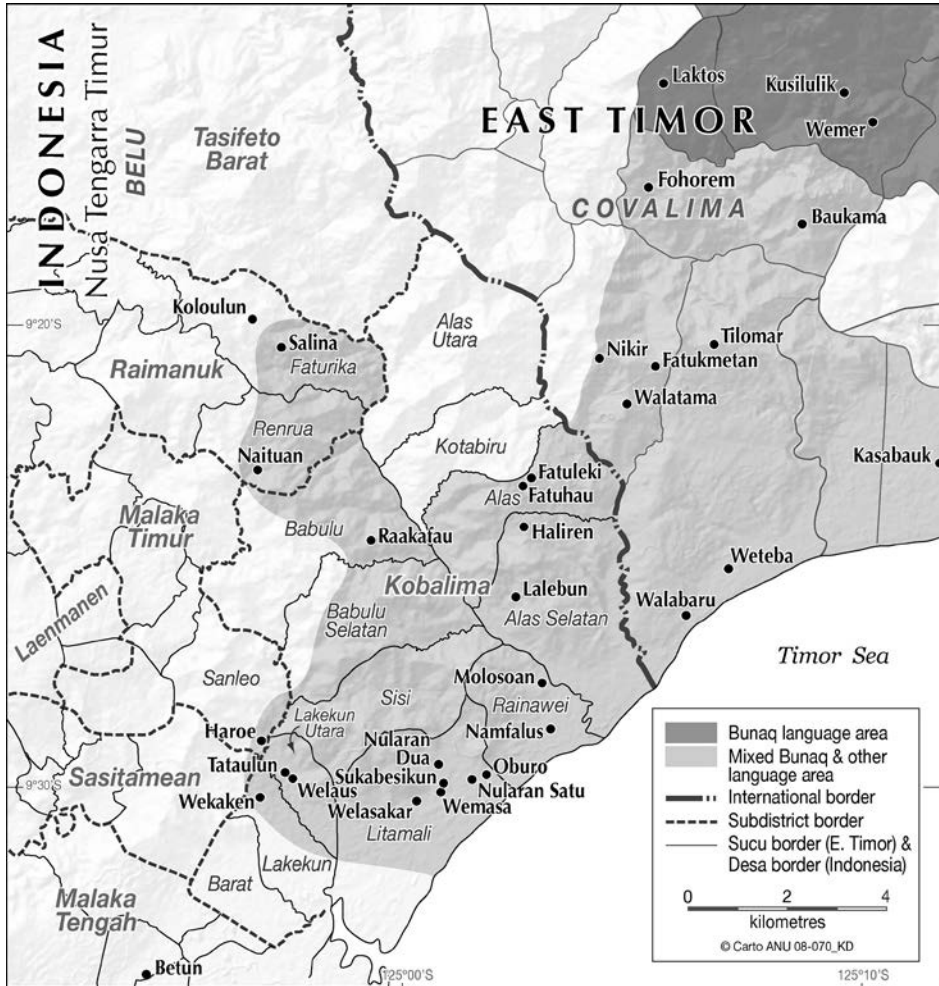 INDONESIA
Nusa Tengarra Timur
BELU
Tasifeto
Barat
EAST TIMOR
Laktos
Kusilulik
Wemer
Fohorem
COVALIMA
Baukama
Koloulun
9°20'S
Salina
Faturika
Alas
Utara
Raimanuk
Nikir
Tilomar
Fatukmetan
Walatama
Renrua
Kotabiru
Naituan
Kasabauk
Fatuleki
Alas
Fatuhau
Malaka
Timur
Babulu
Raakafau
Haliren
Weteba
Kobalima
Laenmanen
Lalebun
Babulu
Selatan
Alas Selatan
Walabaru
Timor Sea
Sanleo
Molosoan
Sisi
Rainawei
Lakekun
Utara
Haroe
Nularan
Dua
Namfalus
Tataulun
Sukabesikun
Oburo
Sasitamean
9°30'S
Welaus
Nularan Satu
Wekaken
Welasakar
Wemasa
Litamali
Lakekun
Barat
Malaka
Tengah
Betun
125°00'S
125°10'S
Bunaq language area
Mixed Bunaq & other
language area
International border
Subdistrict border
Sucu border (E. Timor) &
Desa border (Indonesia)
0 2 4
kilometres
© Carto ANU 08-070_KD